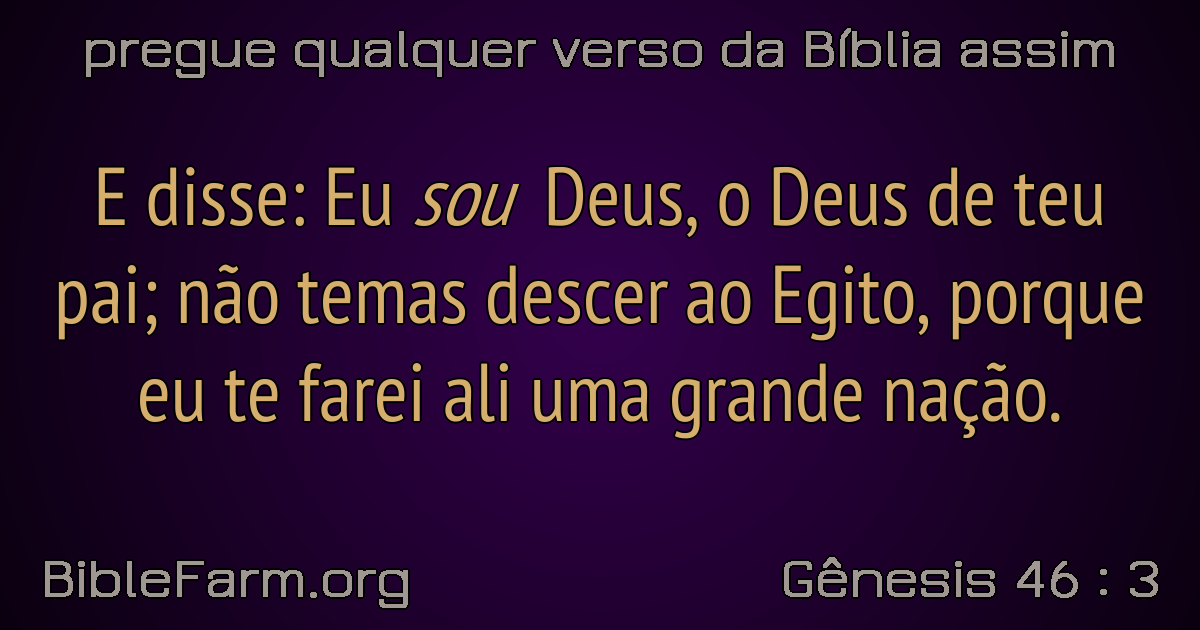 pregue qualquer verso da Bíblia assim
E disse: Eu sou Deus, o Deus de teu
pai; não temas descer ao Egito, porque
eu te farei ali uma grande nação.
BibleFarm.org
Gênesis 46 : 3